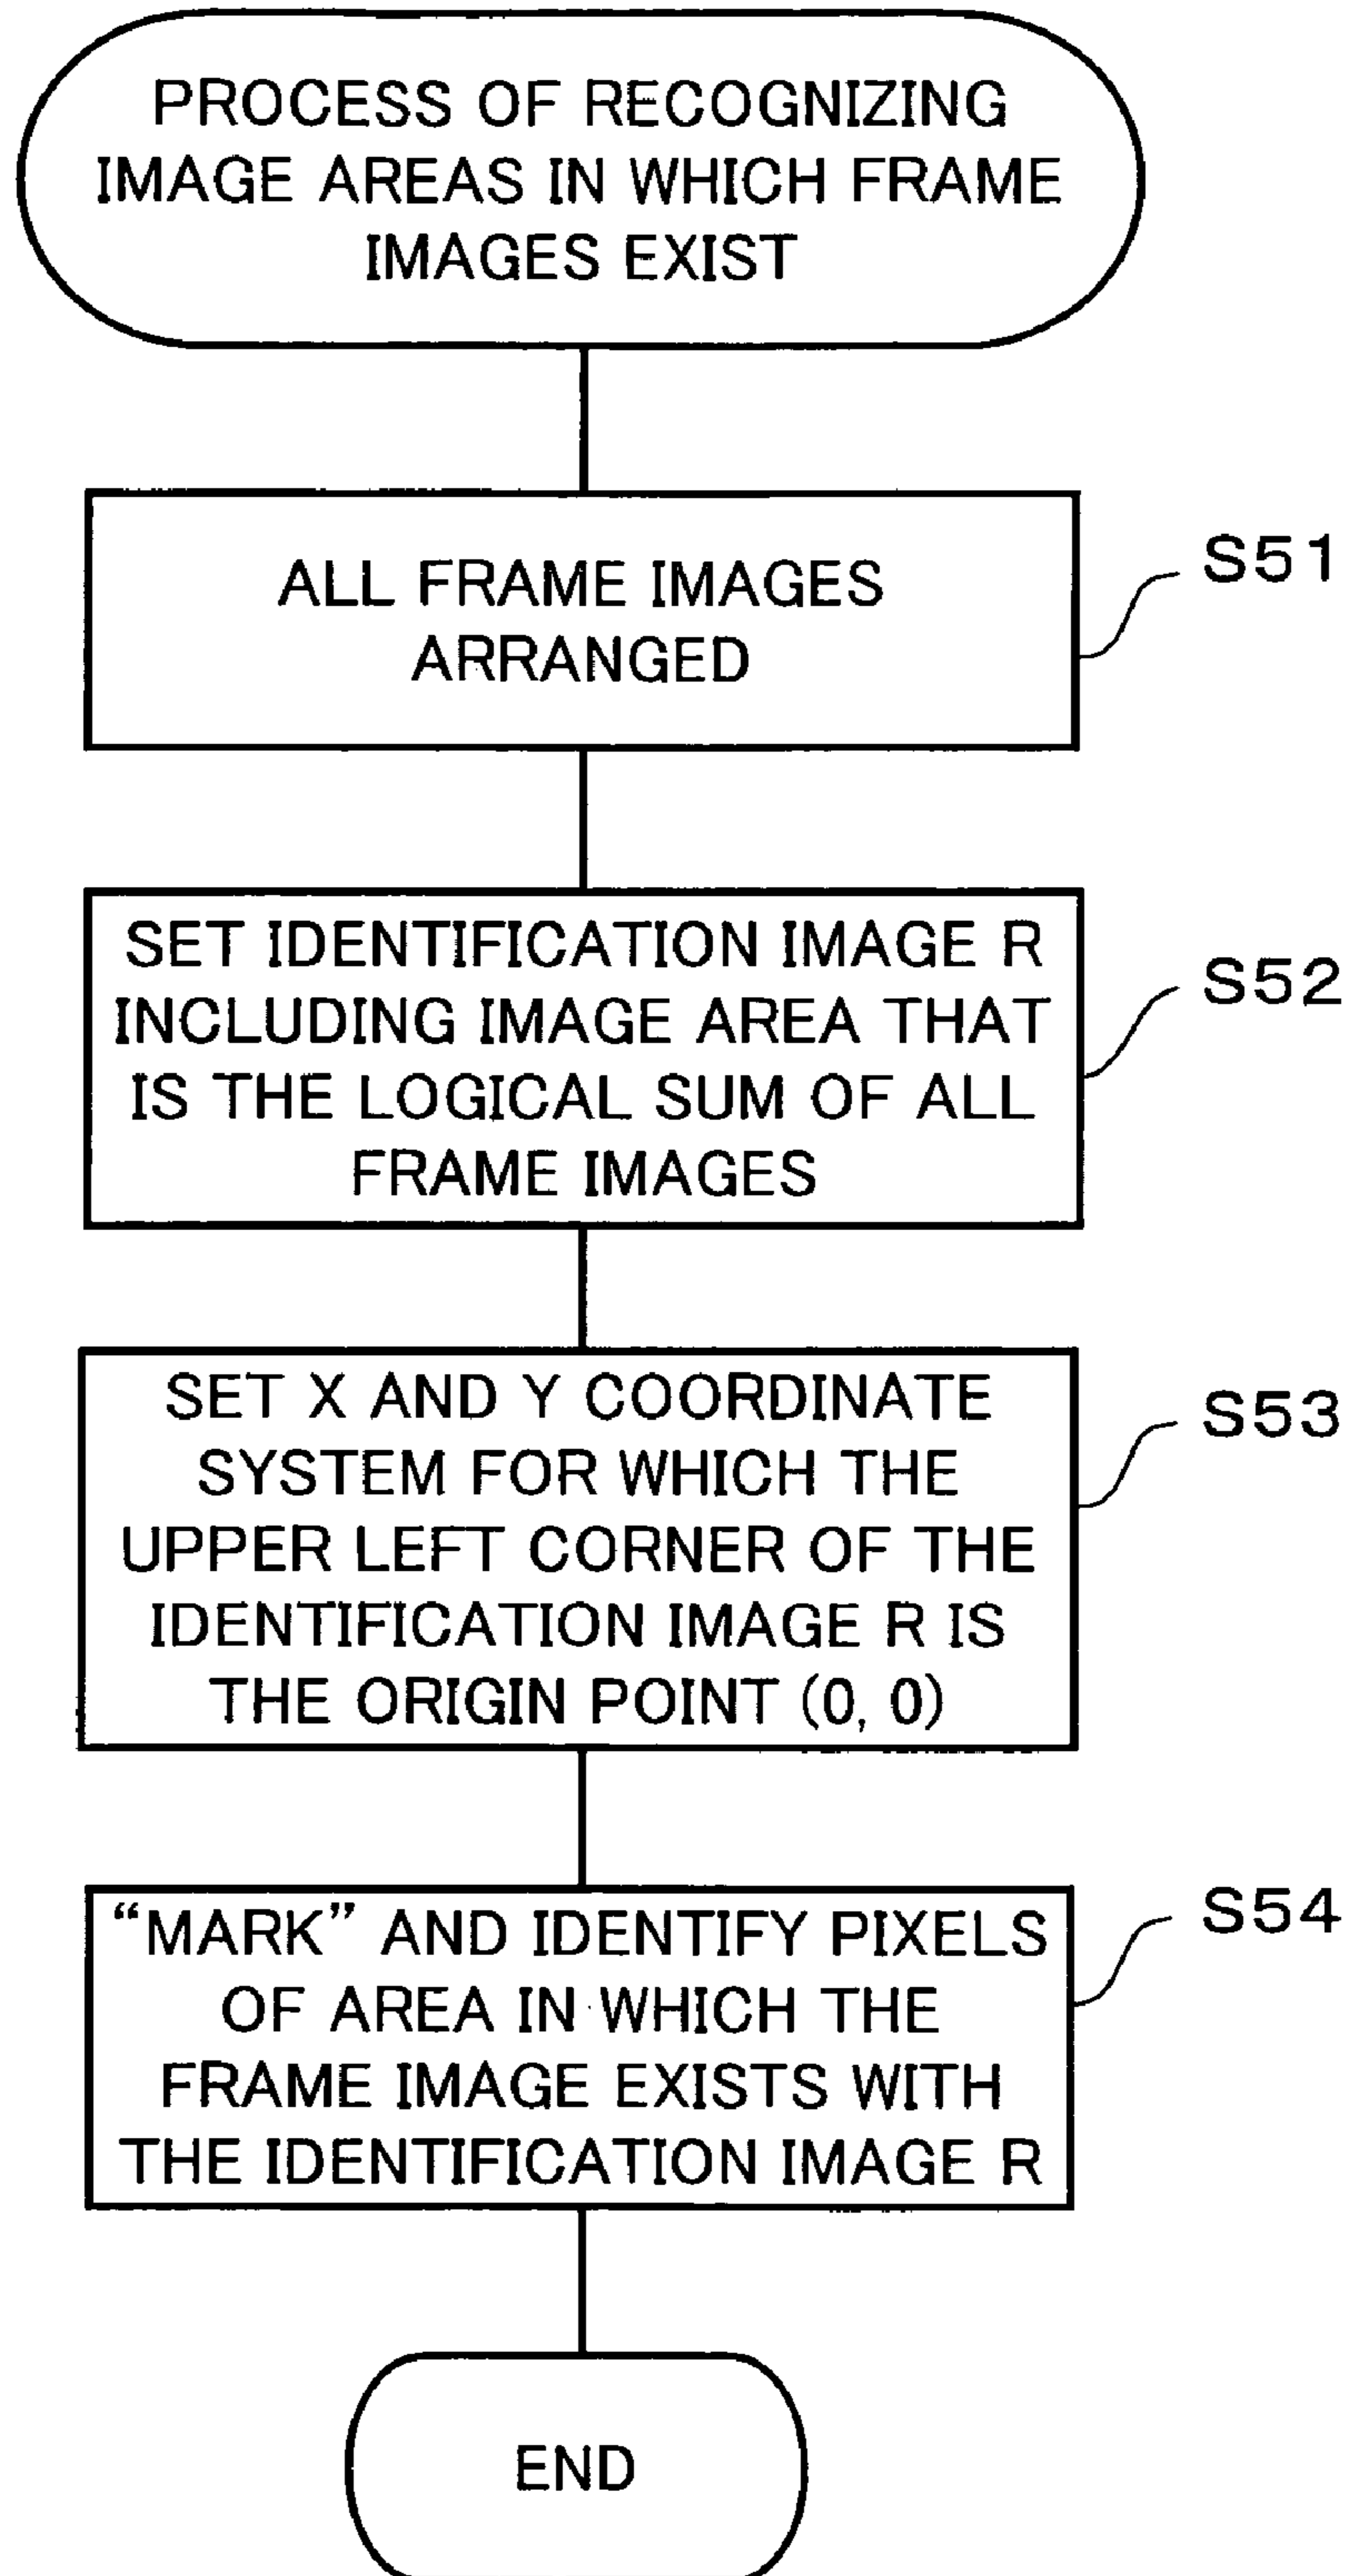 PROCESS OF RECOGNIZING
IMAGE AREAS IN WHICH FRAME
IMAGES EXIST
ALL FRAME IMAGES
ARRANGED
S51
SET IDENTIFICATION IMAGE R
INCLUDING IMAGE AREA THAT
IS THE LOGICAL SUM OF ALL
FRAME IMAGES
S52
SET X AND Y COORDINATE
SYSTEM FOR WHICH THE
UPPER LEFT CORNER OF THE
IDENTIFICATION IMAGE R IS
THE ORIGIN POINT (0, 0)
S53
“MARK” AND IDENTIFY PIXELS
OF AREA IN WHICH THE
FRAME IMAGE EXISTS WITH
THE IDENTIFICATION IMAGE R
S54
END